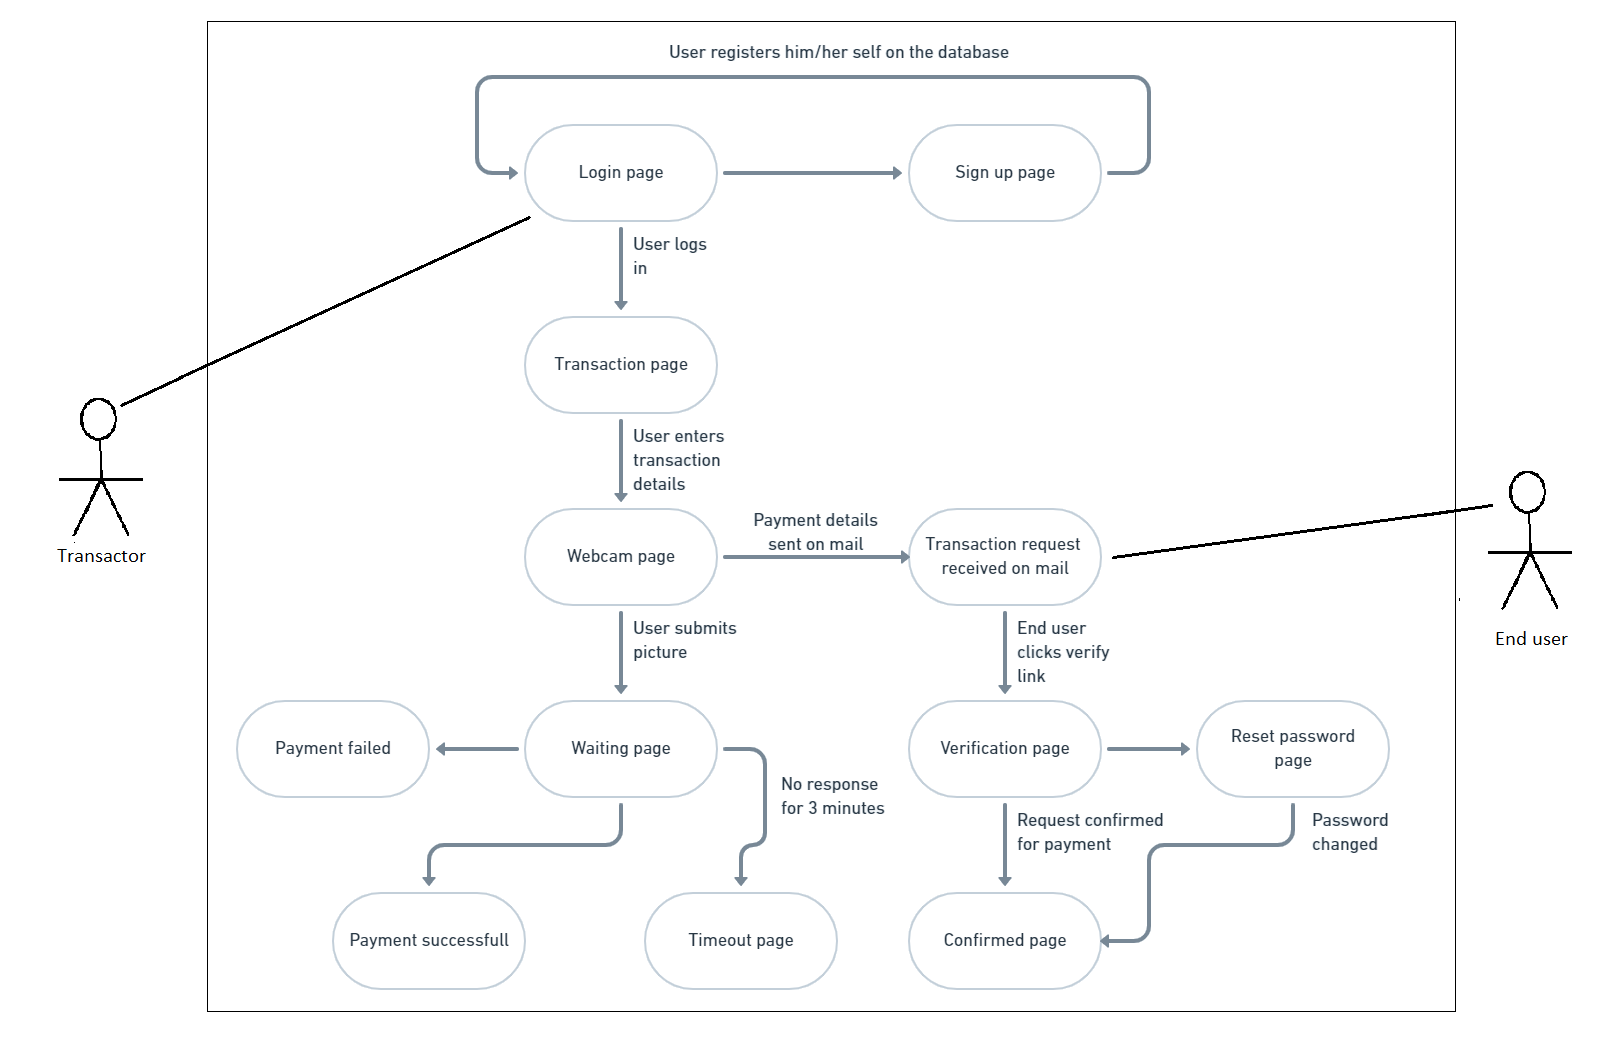 User registers him/her self on the database
Login page
Sign up page
User logs
in
Transaction page
User enters
transaction
details
Payment details
sent on mail
Webcam page
Transaction request
received on mail
Transactor
End user
User submits
picture
End user
clicks verify
link
Payment failed
Waiting page
Verification page
Reset password
page
No response
for 3 minutes
Request confirmed
for payment
Password
changed
Payment successfull
Timeout page
Confirmed page